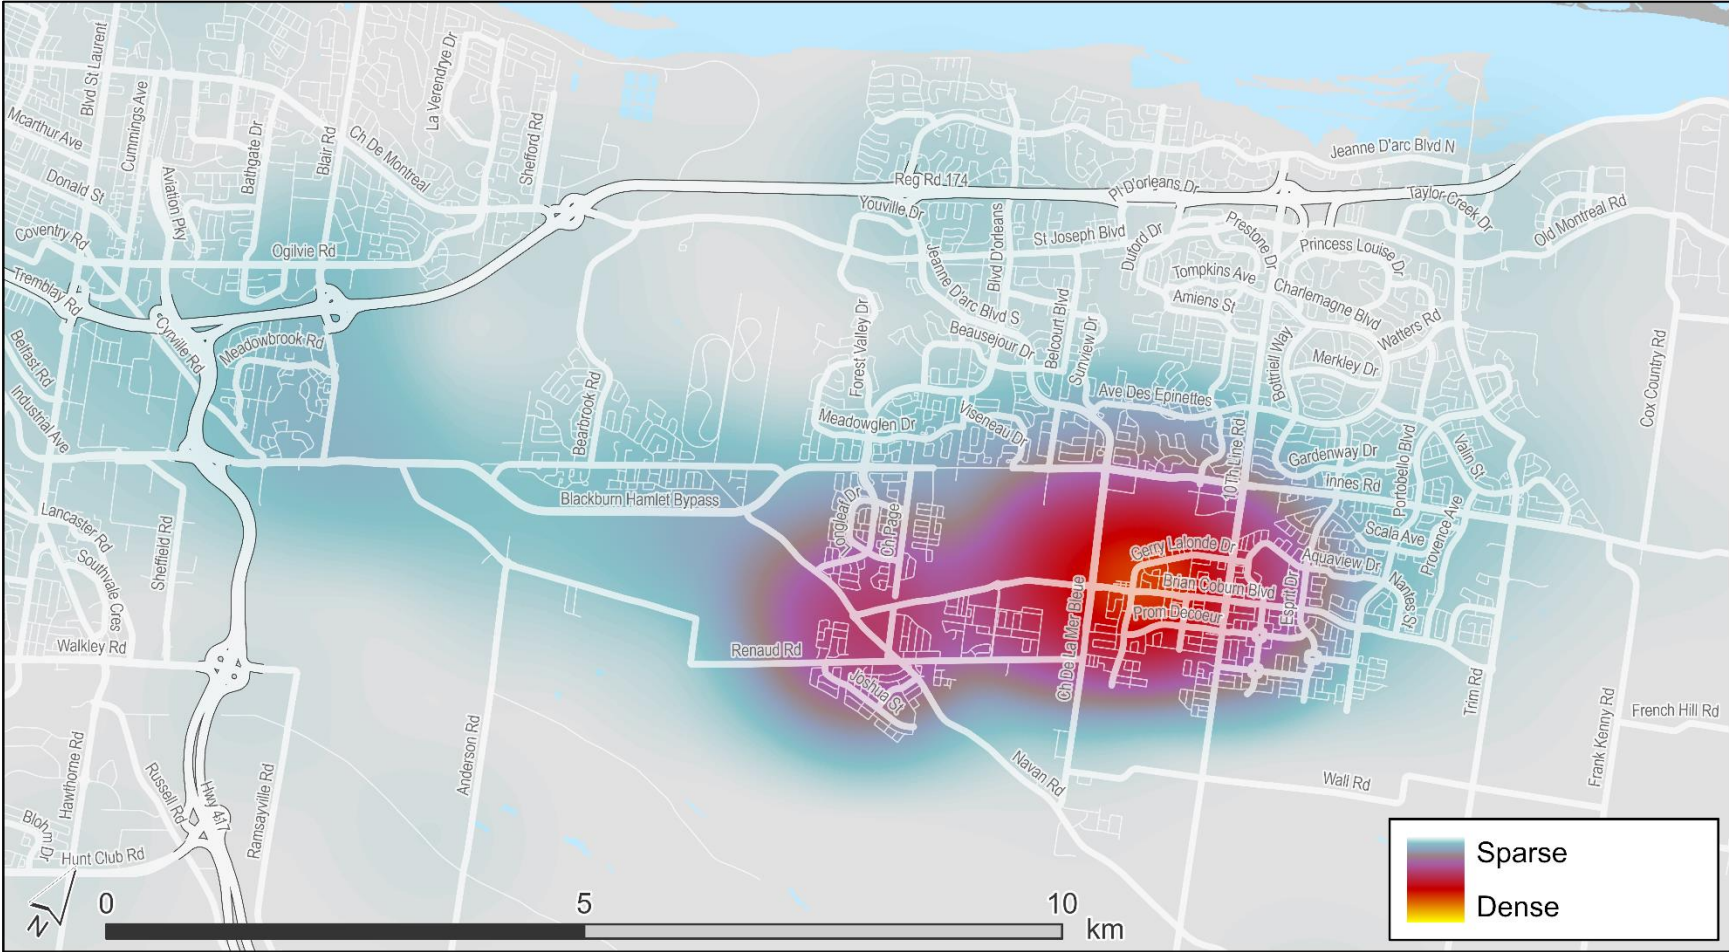 Blvd St Laurent
Cummings Ave
Mcarthur Ave
Donald St
Aviation Pky
Bathgate Dr
Blair Rd
Ch De Montreal
La Verendrye Dr
Shefford Rd
Coventry Rd
Ogilvie Rd
Tremblay Rd
Cyrville Rd
Meadowbrook Rd
Belfast Rd
Industrial Ave
Reg Rd 174
Youville Dr
Jeanne D'arc Blvd S
Blvd D'orleans
St Joseph Blvd
Pl D'orleans Dr
Duford Dr
Prestone Dr
Princess Louise Dr
Jeanne D'arc Blvd N
Taylor Creek Dr
Old Montreal Rd
Tompkins Ave
Amiens St
Charlemagne Blvd
Watters Rd
Merkley Dr
Bottriell Way
Forest Valley Dr
Beausejour Dr
Belcourt Blvd
Sunview Dr
Ave Des Epinettes
Cox Country Rd
Bearbrook Rd
Meadowglen Dr
Viseneau Dr
10Th Line Rd
Gardenway Dr
Innes Rd
Portobello Blvd
Valin St
Blackburn Hamlet Bypass
Longleaf Dr
Ch Page
Scala Ave
Provence Ave
Lancaster Rd
Southvale Cres
Sheffield Rd
Gerry Lalonde Dr
Aquaview Dr
Brian Coburn Blvd
Esprit Dr
Nantes St
Prom Decoeur
Ch De La Mer Bleue
Walkley Rd
Renaud Rd
Joshua St
Trim Rd
French Hill Rd
Frank Kenny Rd
Hawthorne Rd
Russell Rd
Hwy 417
Ramsayville Rd
Anderson Rd
Navan Rd
Wall Rd
Blohm Dr
Hunt Club Rd
N
0 5 10
km
Sparse
Dense